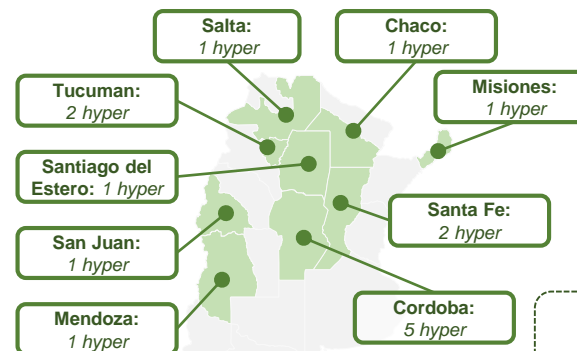 Salta:
1 hyper
Chaco:
1 hyper
Tucuman:
2 hyper
Misiones:
1 hyper
Santiago del
Estero: 1 hyper
Santa Fe:
2 hyper
San Juan:
1 hyper
Mendoza:
1 hyper
Cordoba:
5 hyper